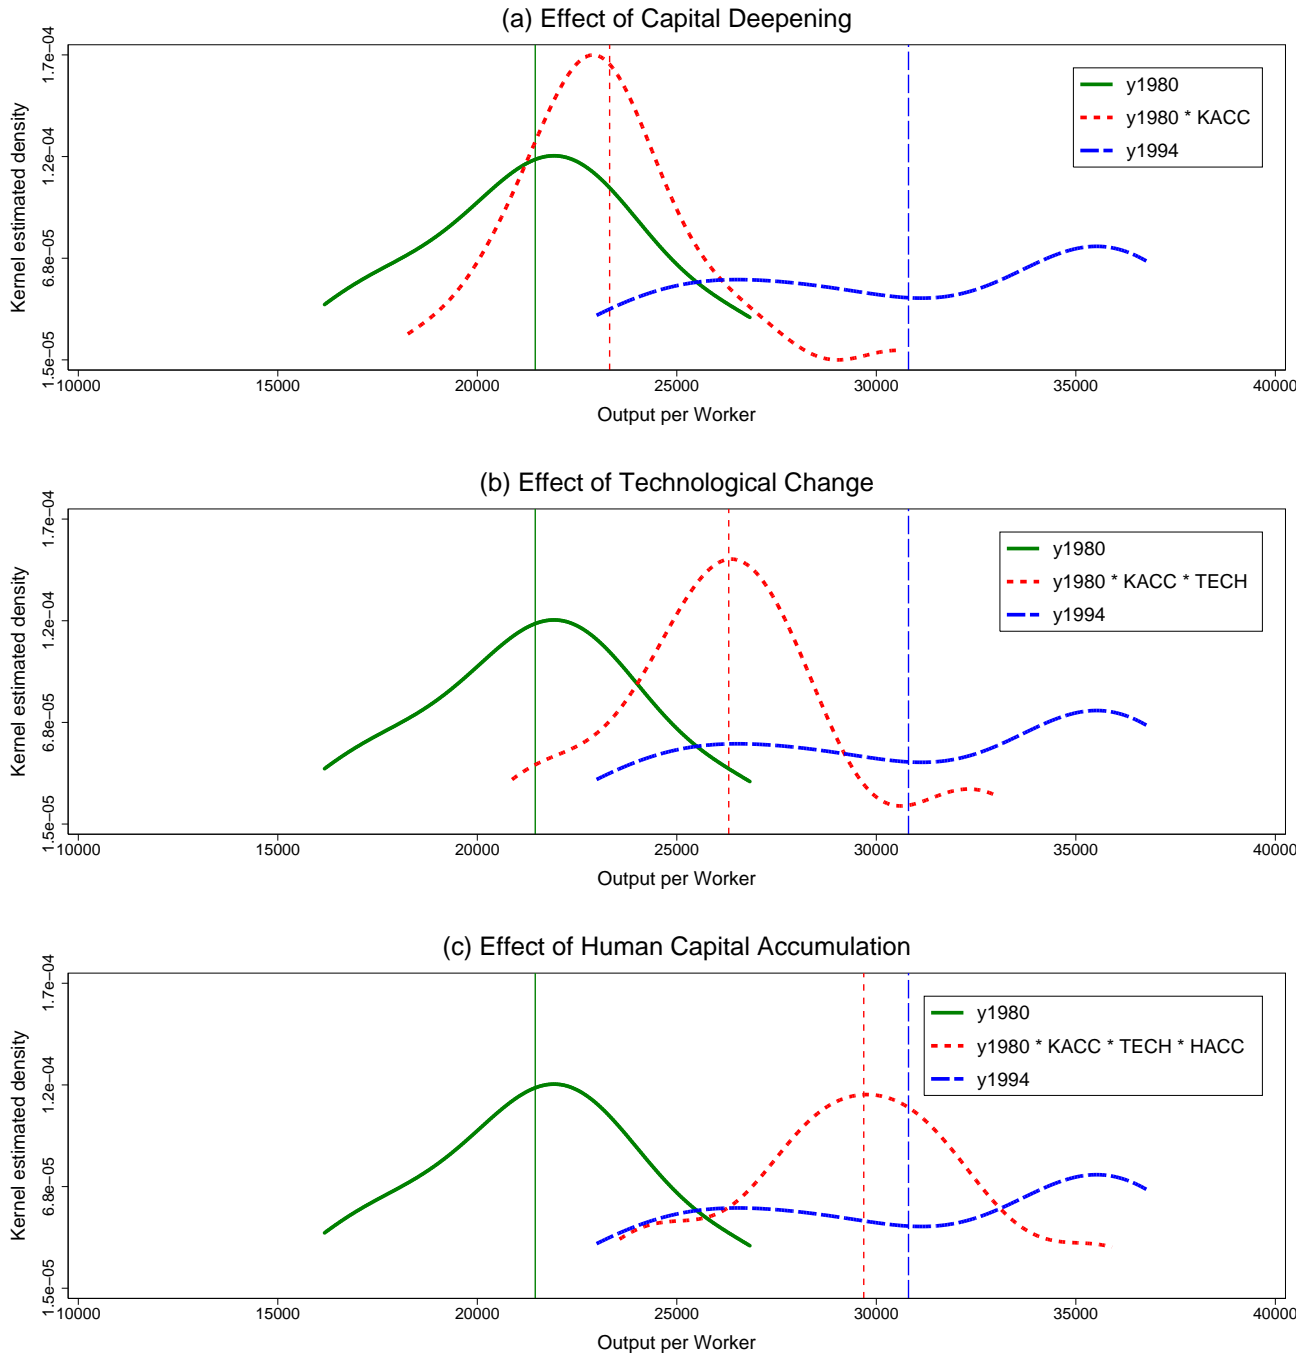 (a) Effect of Capital Deepening
Kernel estimated density
1.7e−04
1.2e−04
6.8e−05
1.5e−05
y1980
y1980 * KACC
y1994
10000 15000 20000 25000 30000 35000 40000
Output per Worker
(b) Effect of Technological Change
Kernel estimated density
1.7e−04
1.2e−04
6.8e−05
1.5e−05
y1980
y1980 * KACC * TECH
y1994
10000 15000 20000 25000 30000 35000 40000
Output per Worker
(c) Effect of Human Capital Accumulation
Kernel estimated density
1.7e−04
1.2e−04
6.8e−05
1.5e−05
y1980
y1980 * KACC * TECH * HACC
y1994
10000 15000 20000 25000 30000 35000 40000
Output per Worker